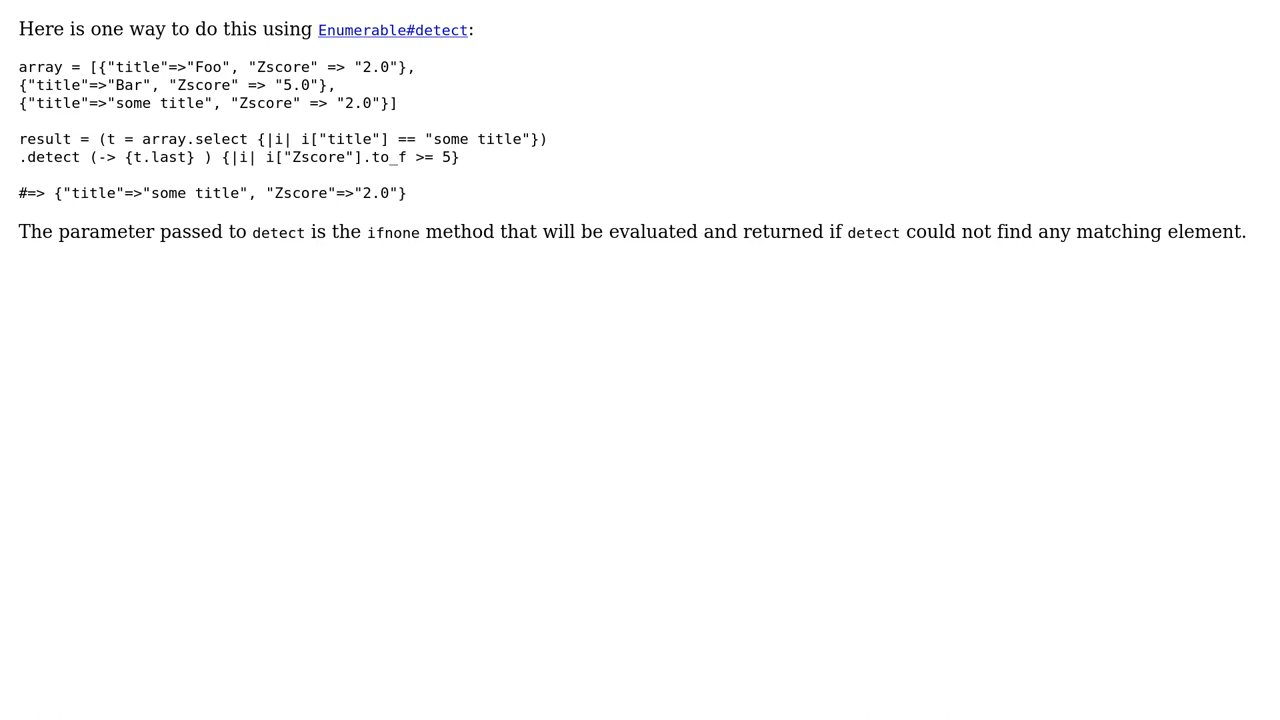 Here is one way to do this using Enumerable#detect:
array = [{"title"=>"Foo", "Zscore" => "2.0"},
{"title"=>"Bar", "Zscore" => "5.0"},
{"title"=>"some title", "Zscore" => "2.0"}]
result = (t = array.select {|i| i["title"] == "some title"})
.detect (-> {t.last} ) {|i| i["Zscore"].to_f >= 5}
#=> {"title"=>"some title", "Zscore"=>"2.0"}
The parameter passed to detect is the ifnone method that will be evaluated and returned if detect could not find any matching element.